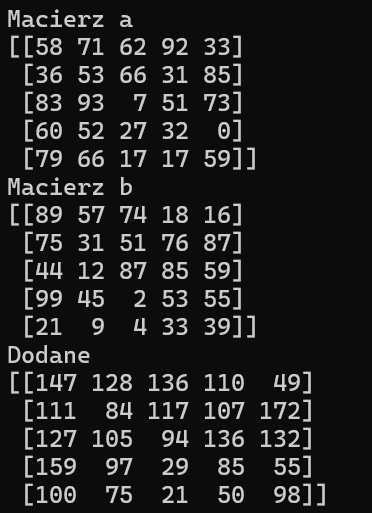 Macierz a
[[58 71 62 92 33]
 [36 53 66 31 85]
 [83 93  7 51 73]
 [60 52 27 32  0]
 [79 66 17 17 59]]
Macierz b
[[89 57 74 18 16]
 [75 31 51 76 87]
 [44 12 87 85 59]
 [99 45  2 53 55]
 [21  9  4 33 39]]
Dodane
[[147 128 136 110  49]
 [111  84 117 107 172]
 [127 105  94 136 132]
 [159  97  29  85  55]
 [100  75  21  50  98]]